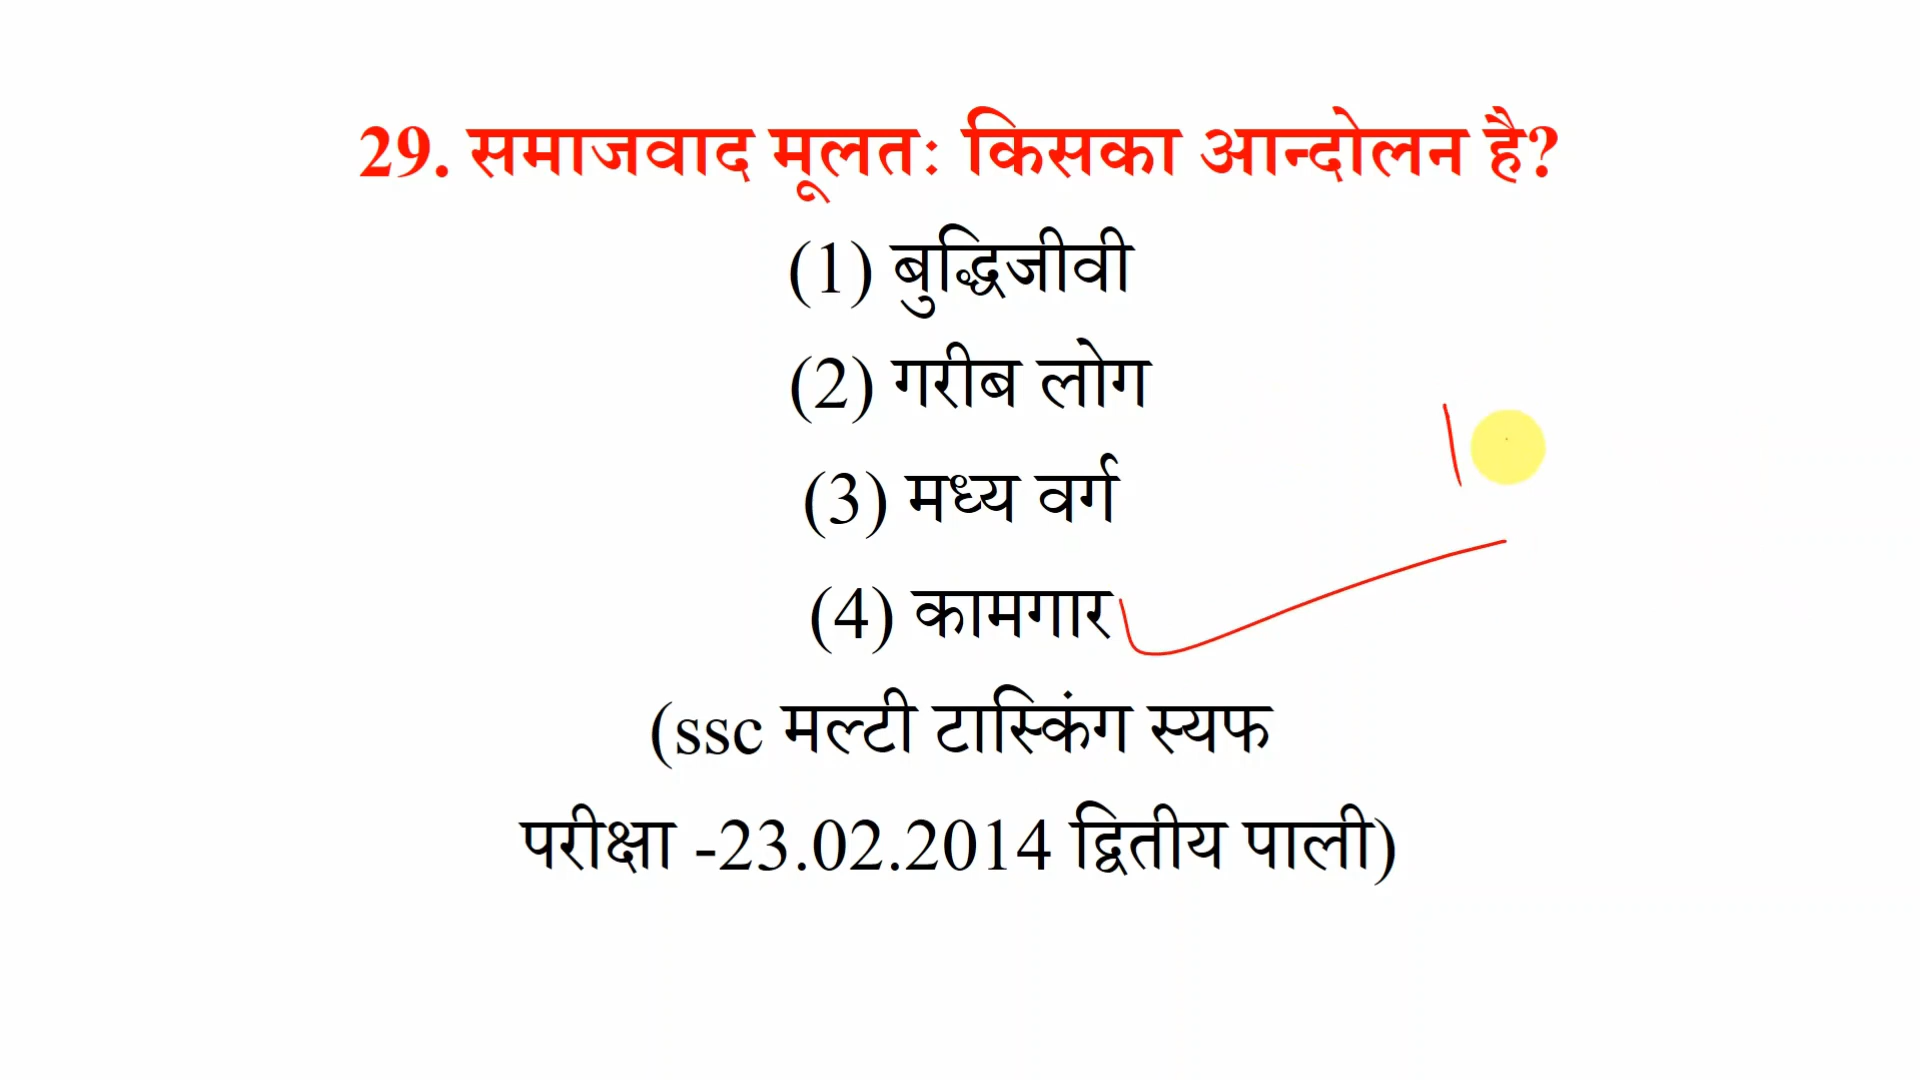 29. समाजवाद मूलतः किसका आन्दोलन है?
(1) बुद्धिजीवी
(2) गरीब लोग
(3) मध्य वर्ग
(4) कामगार
(ssc मल्टी टास्किंग स्यफ
परीक्षा -23.02.2014 द्वितीय पाली)